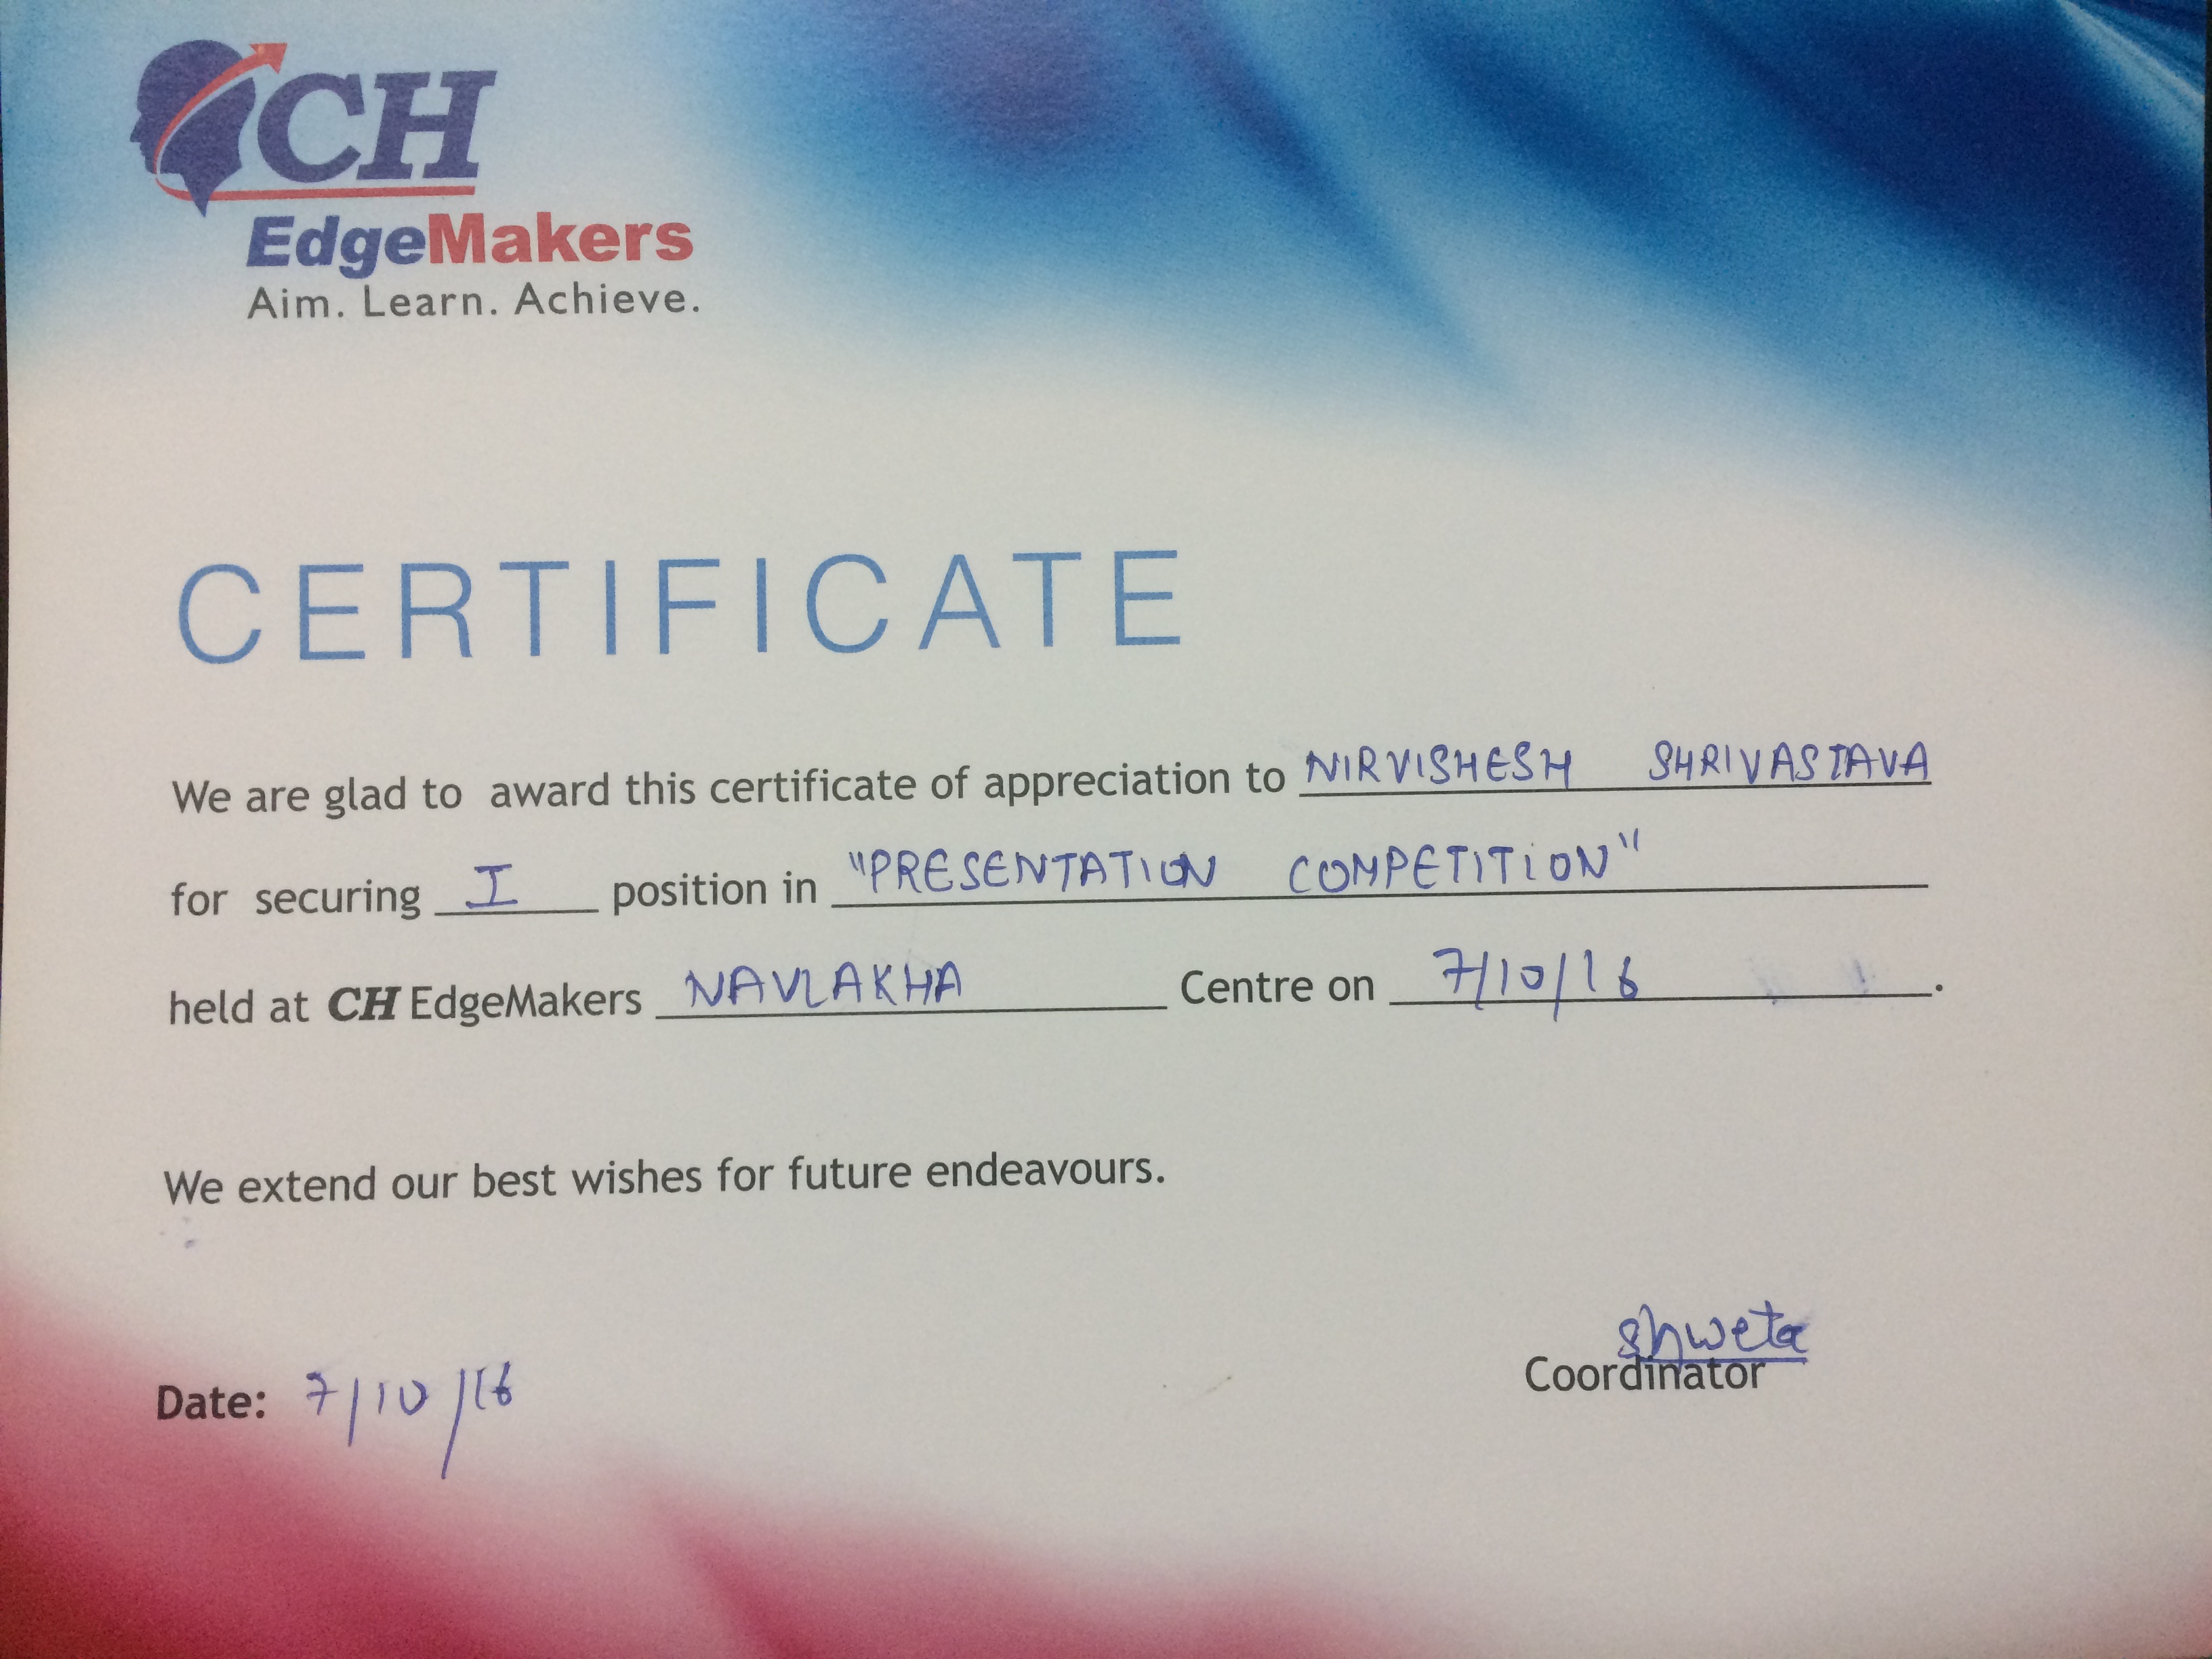 CH
EdgeMakers
Aim. Learn. Achieve.
CERTIFICATE
We are glad to award this certificate of appreciation to NIRVISHESH SHRIVASTAVA
for securing I position in "PRESENTATION COMPETITION"
held at CH EdgeMakers NAVLAKHA Centre on 7/10/16.
We extend our best wishes for future endeavours.
shweta
Coordinator
Date: 7/10/16